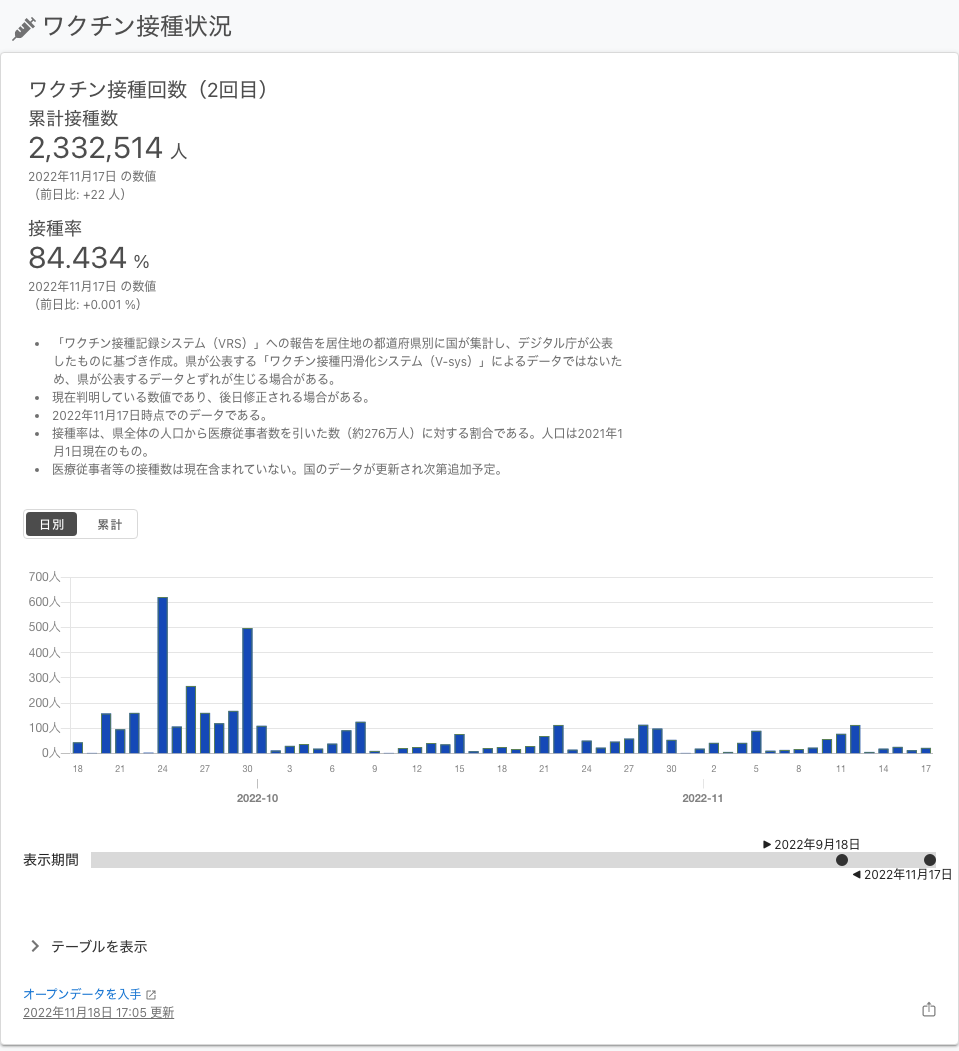 ワクチン接種状況
ワクチン接種回数（2回目）
累計接種数
2,332,514 人
2022年11月17日 の数値
（前日比: +22 人）
接種率
84.434 %
2022年11月17日 の数値
（前日比: +0.001 %）
• 「ワクチン接種記録システム（VRS）」への報告を居住地の都道府県別に国が集計し、デジタル庁が公表
したものに基づき作成。県が公表する「ワクチン接種円滑化システム（V-sys）」によるデータではないた
め、県が公表するデータとずれが生じる場合がある。
• 現在判明している数値であり、後日修正される場合がある。
• 2022年11月17日時点でのデータである。
• 接種率は、県全体の人口から医療従事者数を引いた数（約276万人）に対する割合である。人口は2021年1
月1日現在のもの。
• 医療従事者等の接種数は現在含まれていない。国のデータが更新され次第追加予定。
日別 累計
700人
600人
500人
400人
300人
200人
100人
0人
18 21 24 27 30 3 6 9 12 15 18 21 24 27 30 2 5 8 11 14 17
2022-10 2022-11
▶ 2022年9月18日
表示期間
◀ 2022年11月17日
テーブルを表示
オープンデータを入手
2022年11月18日 17:05 更新